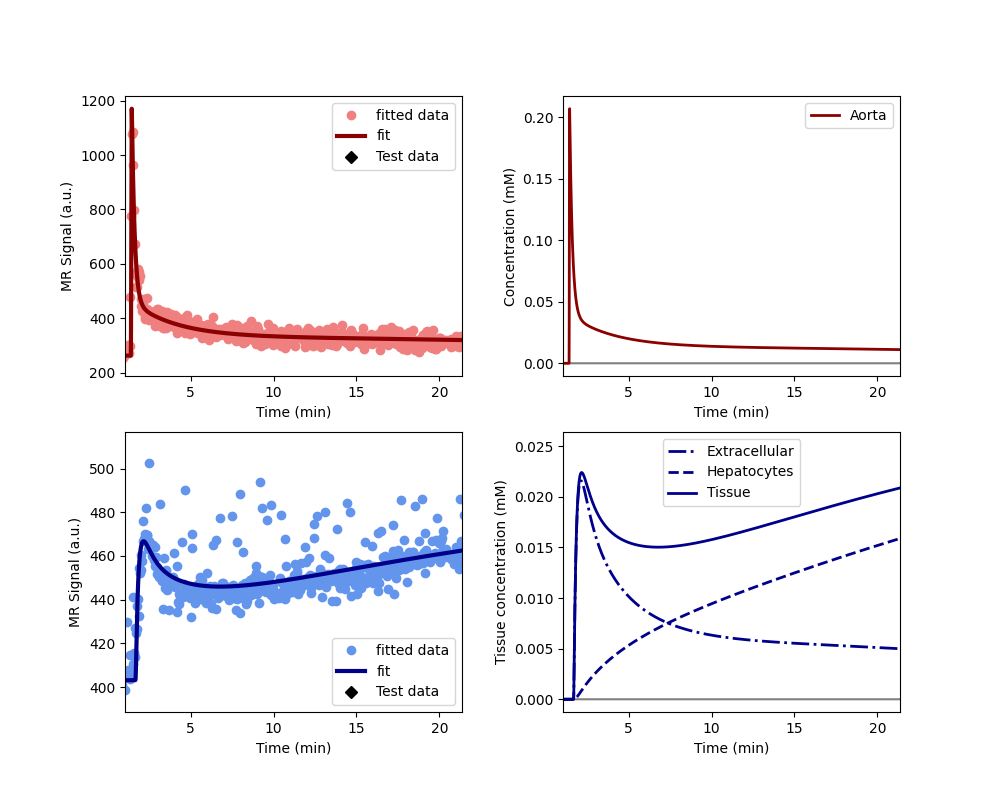 MR Signal (a.u.)
1200
1000
800
600
400
200
fitted data
fit
Test data
5
10
15
20
Time (min)
Concentration (mM)
0.20
0.15
0.10
0.05
0.00
Aorta
5
10
15
20
Time (min)
MR Signal (a.u.)
500
480
460
440
420
400
fitted data
fit
Test data
5
10
15
20
Time (min)
Tissue concentration (mM)
0.025
0.020
0.015
0.010
0.005
0.000
Extracellular
Hepatocytes
Tissue
5
10
15
20
Time (min)